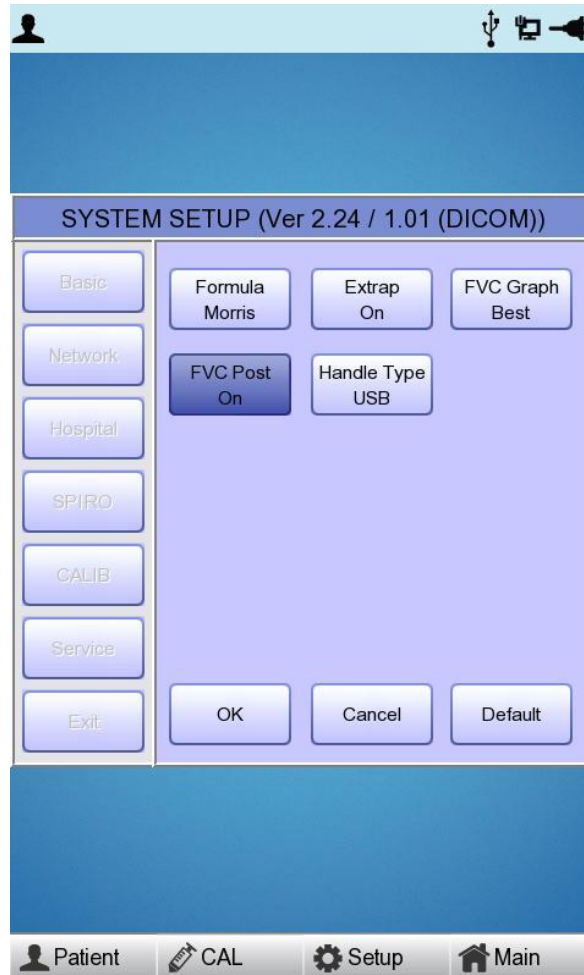 SYSTEM SETUP (Ver 2.24 / 1.01 (DICOM))
Basic
Network
Hospital
SPIRO
CALIB
Service
Exit
Formula
Morris
Extrap
On
FVC Graph
Best
FVC Post
On
Handle Type
USB
OK
Cancel
Default
Patient
CAL
Setup
Main